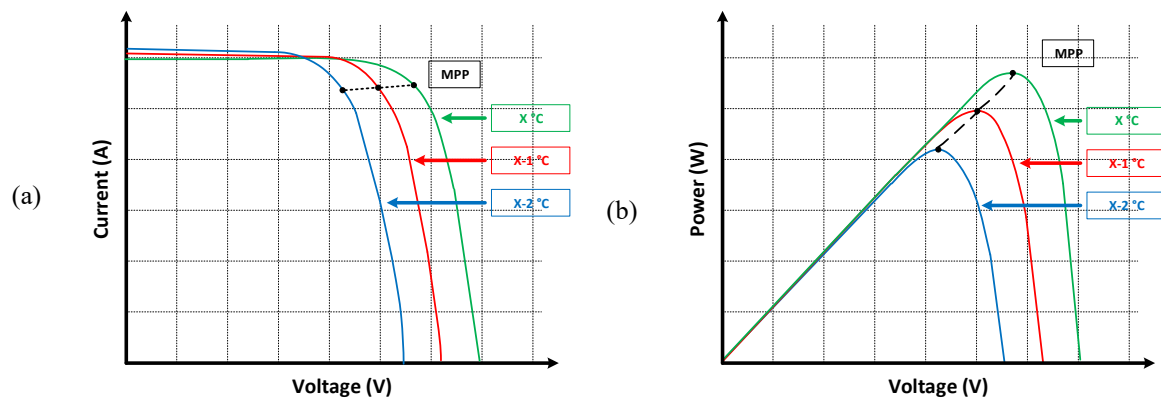 (a)
Current (A)
MPP
X °C
X-1 °C
X-2 °C
Voltage (V)
(b)
Power (W)
MPP
X °C
X-1 °C
X-2 °C
Voltage (V)